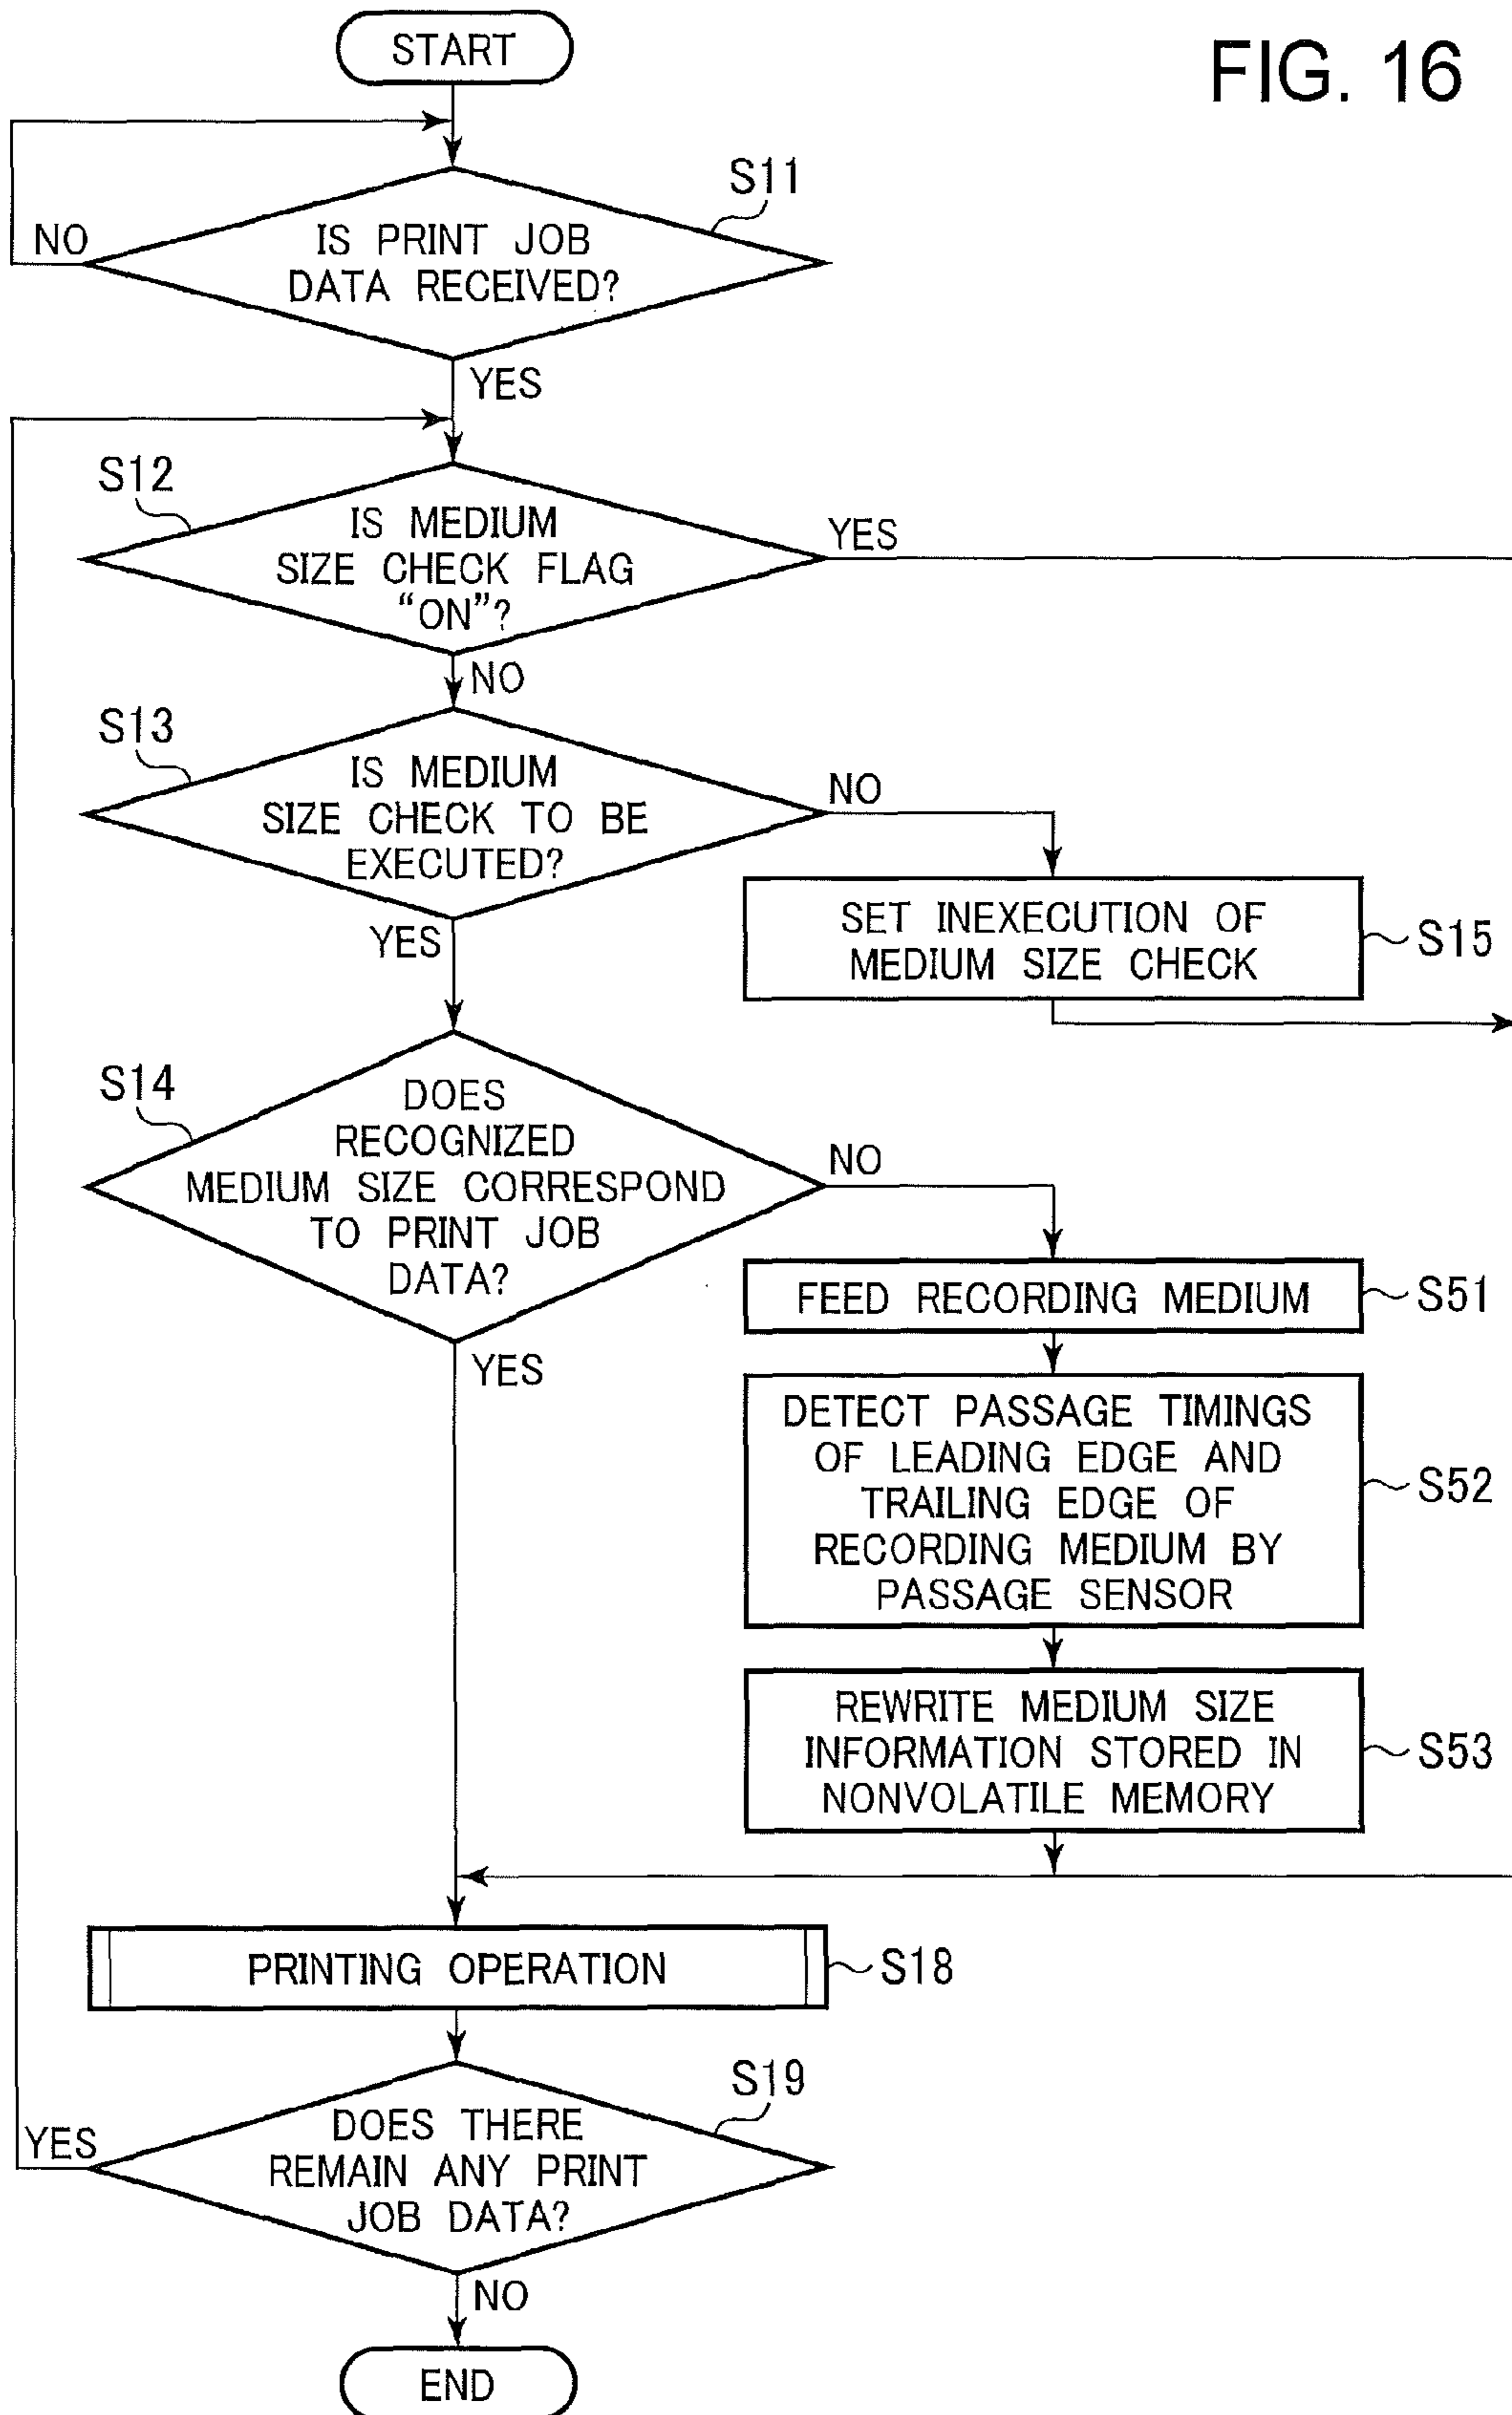 FIG. 16
START
S11
IS PRINT JOB
DATA RECEIVED?
NO
YES
S12
IS MEDIUM
SIZE CHECK FLAG
“ON”?
YES
NO
S13
IS MEDIUM
SIZE CHECK TO BE
EXECUTED?
NO
YES
SET INEXECUTION OF
MEDIUM SIZE CHECK
S15
S14
DOES
RECOGNIZED
MEDIUM SIZE CORRESPOND
TO PRINT JOB
DATA?
NO
YES
FEED RECORDING MEDIUM
S51
DETECT PASSAGE TIMINGS
OF LEADING EDGE AND
TRAILING EDGE OF
RECORDING MEDIUM BY
PASSAGE SENSOR
S52
REWRITE MEDIUM SIZE
INFORMATION STORED IN
NONVOLATILE MEMORY
S53
PRINTING OPERATION
S18
S19
DOES THERE
REMAIN ANY PRINT
JOB DATA?
YES
NO
END